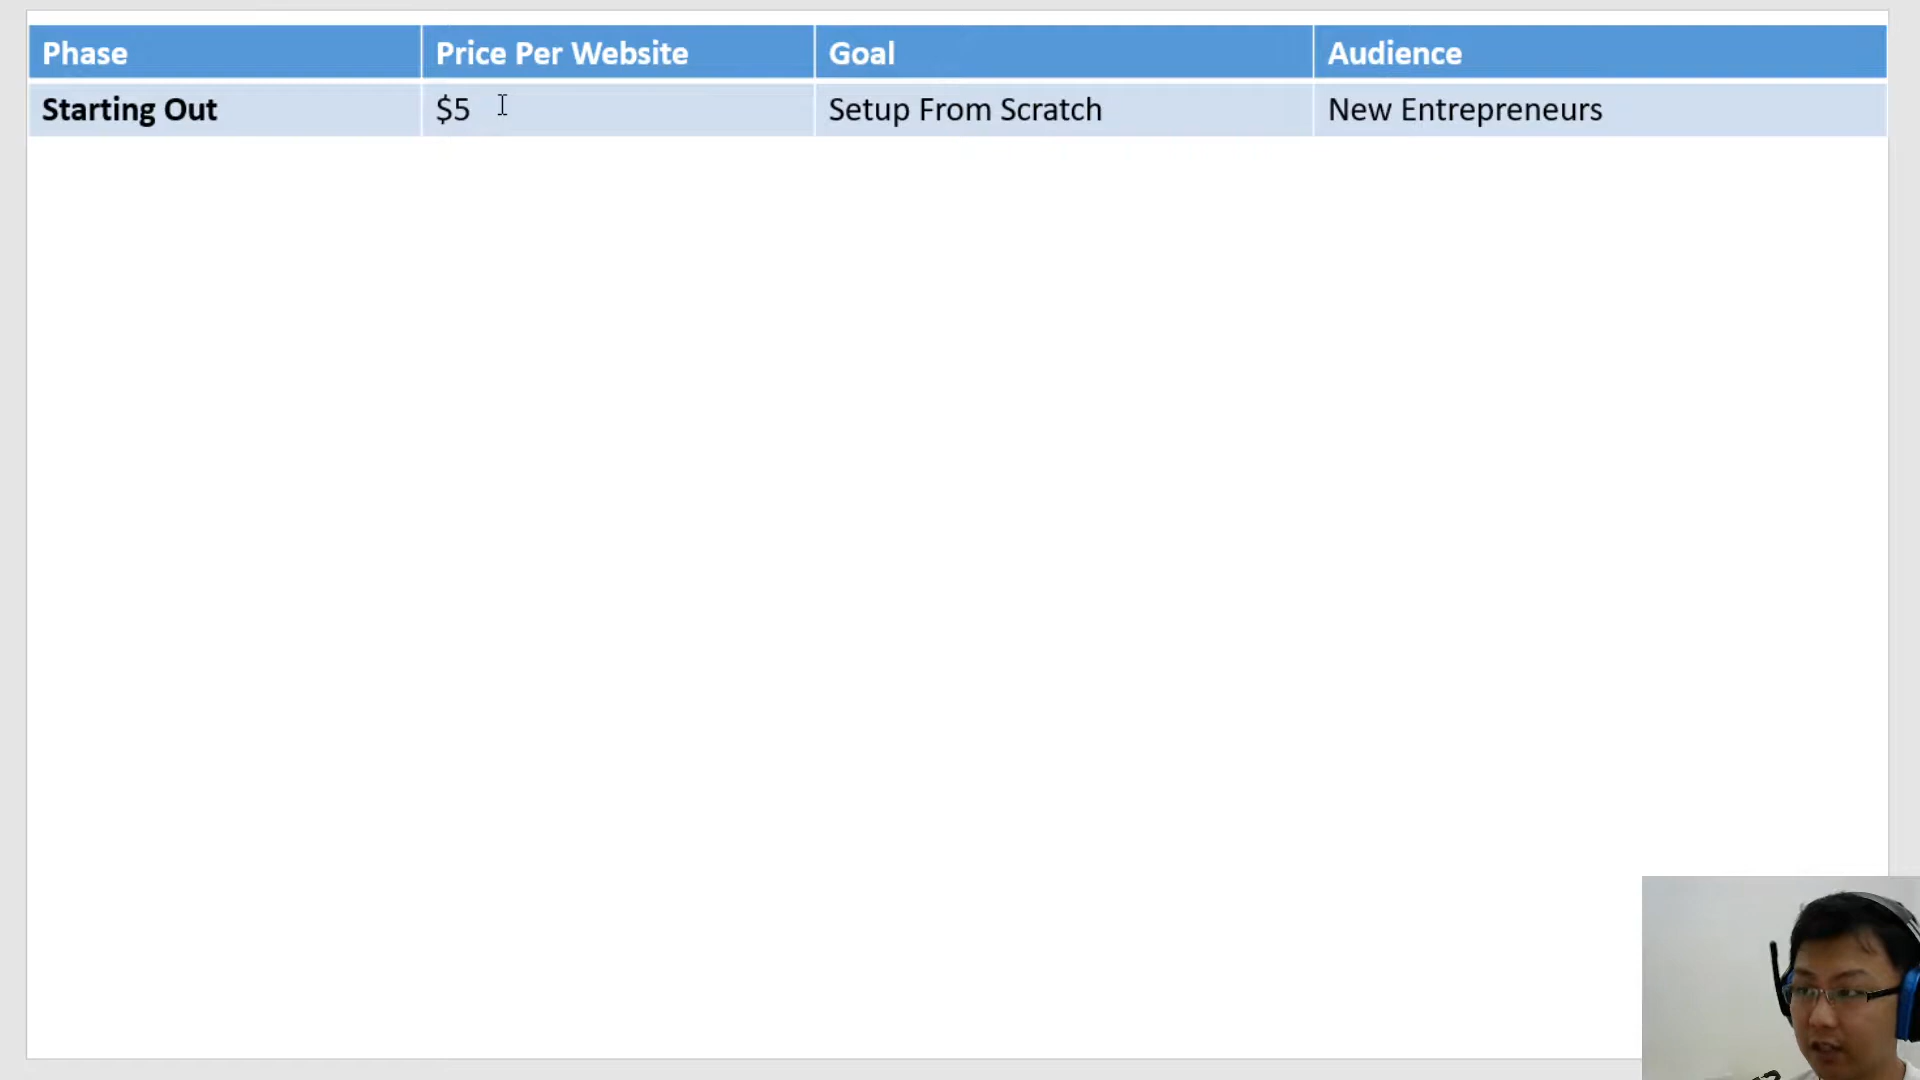 Phase Price Per Website Goal Audience
Starting Out $5 Setup From Scratch New Entrepreneurs